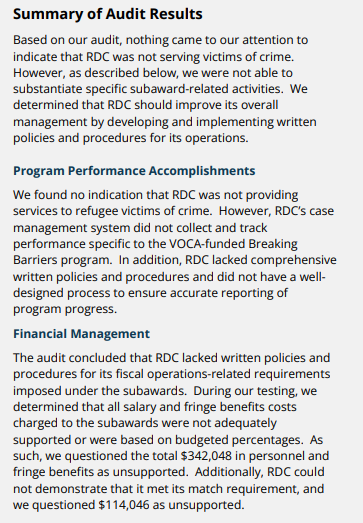 Summary of Audit Results
Based on our audit, nothing came to our attention to
indicate that RDC was not serving victims of crime.
However, as described below, we were not able to
substantiate specific subaward-related activities.  We
determined that RDC should improve its overall
management by developing and implementing written
policies and procedures for its operations.
Program Performance Accomplishments
We found no indication that RDC was not providing
services to refugee victims of crime.  However, RDC's case
management system did not collect and track
performance specific to the VOCA-funded Breaking
Barriers program.  In addition, RDC lacked comprehensive
written policies and procedures and did not have a well-
designed process to ensure accurate reporting of
program progress.
Financial Management
The audit concluded that RDC lacked written policies and
procedures for its fiscal operations-related requirements
imposed under the subawards.  During our testing, we
determined that all salary and fringe benefits costs
charged to the subawards were not adequately
supported or were based on budgeted percentages.  As
such, we questioned the total $342,048 in personnel and
fringe benefits as unsupported.  Additionally, RDC could
not demonstrate that it met its match requirement, and
we questioned $114,046 as unsupported.